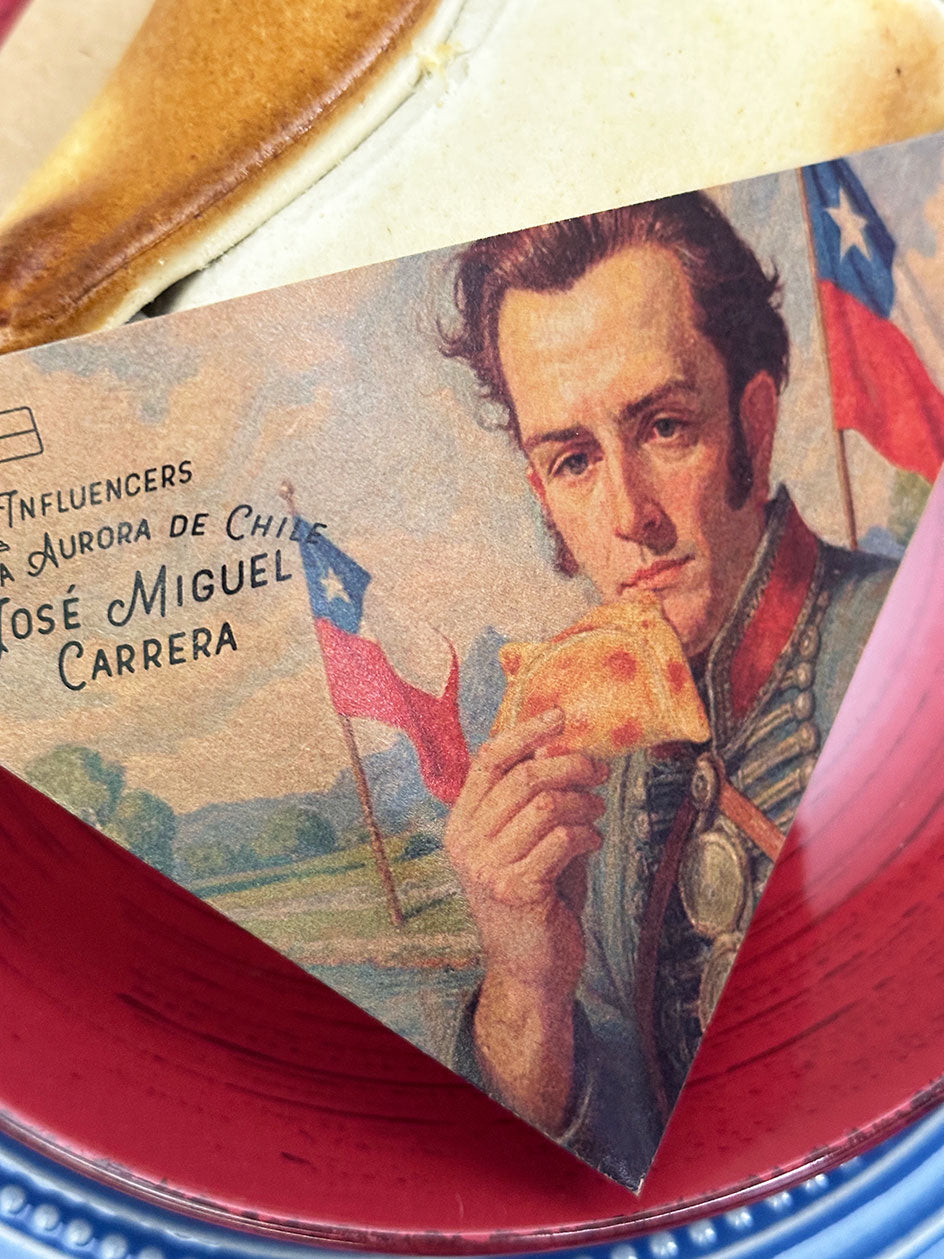 Influencers
Aurora de Chile
José Miguel
Carrera